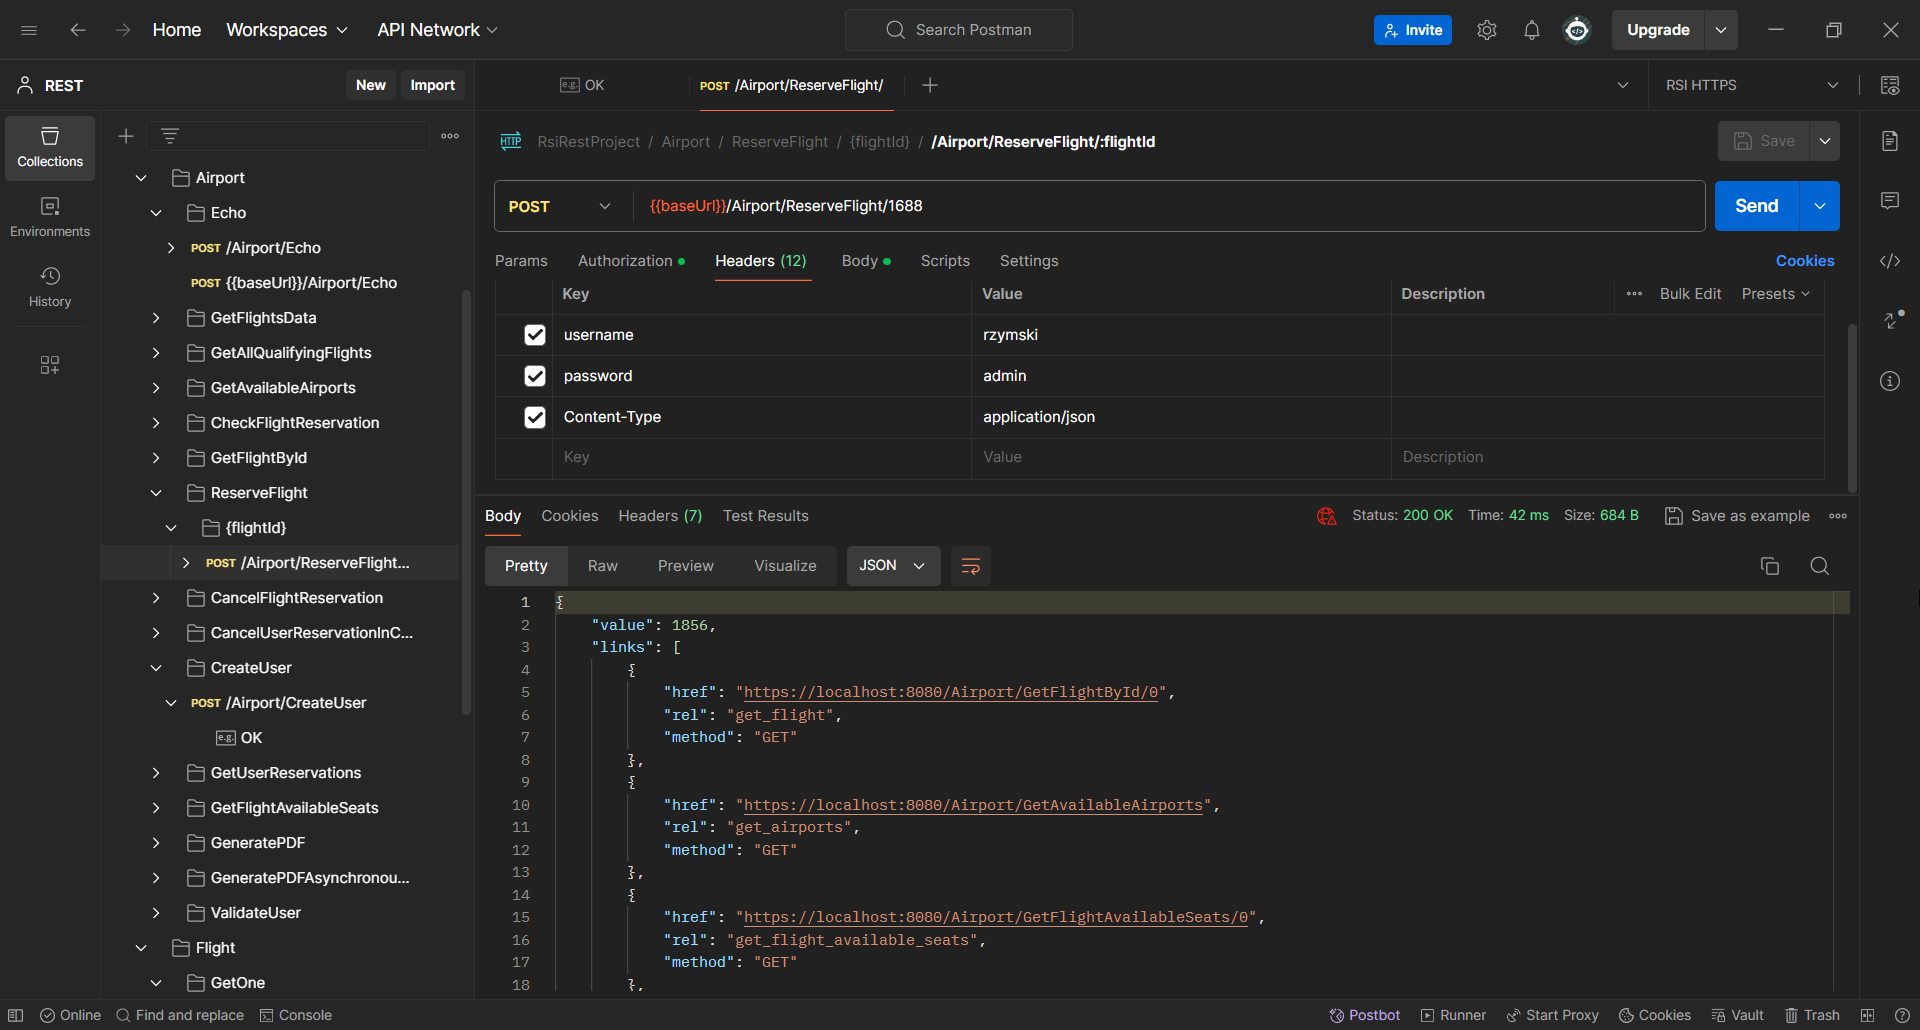 Home
Workspaces
API Network
Search Postman
Invite
Upgrade
REST
New
Import
e.g. OK
POST /Airport/ReserveFlight/
RSI HTTPS
Collections
Environments
History
Airport
Echo
POST /Airport/Echo
POST {{baseUrl}}/Airport/Echo
GetFlightsData
GetAllQualifyingFlights
GetAvailableAirports
CheckFlightReservation
GetFlightById
ReserveFlight
{flightId}
POST /Airport/ReserveFlight...
CancelFlightReservation
CancelUserReservationInC...
CreateUser
POST /Airport/CreateUser
e.g. OK
GetUserReservations
GetFlightAvailableSeats
GeneratePDF
GeneratePDFAsynchronou...
ValidateUser
Flight
GetOne
HTTP RsiRestProject / Airport / ReserveFlight / {flightId} / /Airport/ReserveFlight/:flightId
Save
POST
{{baseUrl}}/Airport/ReserveFlight/1688
Send
Params Authorization Headers (12) Body Scripts Settings Cookies
Key Value Description Bulk Edit Presets
username rzymski
password admin
Content-Type application/json
Key Value Description
Body Cookies Headers (7) Test Results Status: 200 OK Time: 42 ms Size: 684 B Save as example
Pretty Raw Preview Visualize JSON
1 {
2 "value": 1856,
3 "links": [
4 {
5 "href": "https://localhost:8080/Airport/GetFlightById/0",
6 "rel": "get_flight",
7 "method": "GET"
8 },
9 {
10 "href": "https://localhost:8080/Airport/GetAvailableAirports",
11 "rel": "get_airports",
12 "method": "GET"
13 },
14 {
15 "href": "https://localhost:8080/Airport/GetFlightAvailableSeats/0",
16 "rel": "get_flight_available_seats",
17 "method": "GET"
18 },
Online Find and replace Console Postbot Runner Start Proxy Cookies Vault Trash